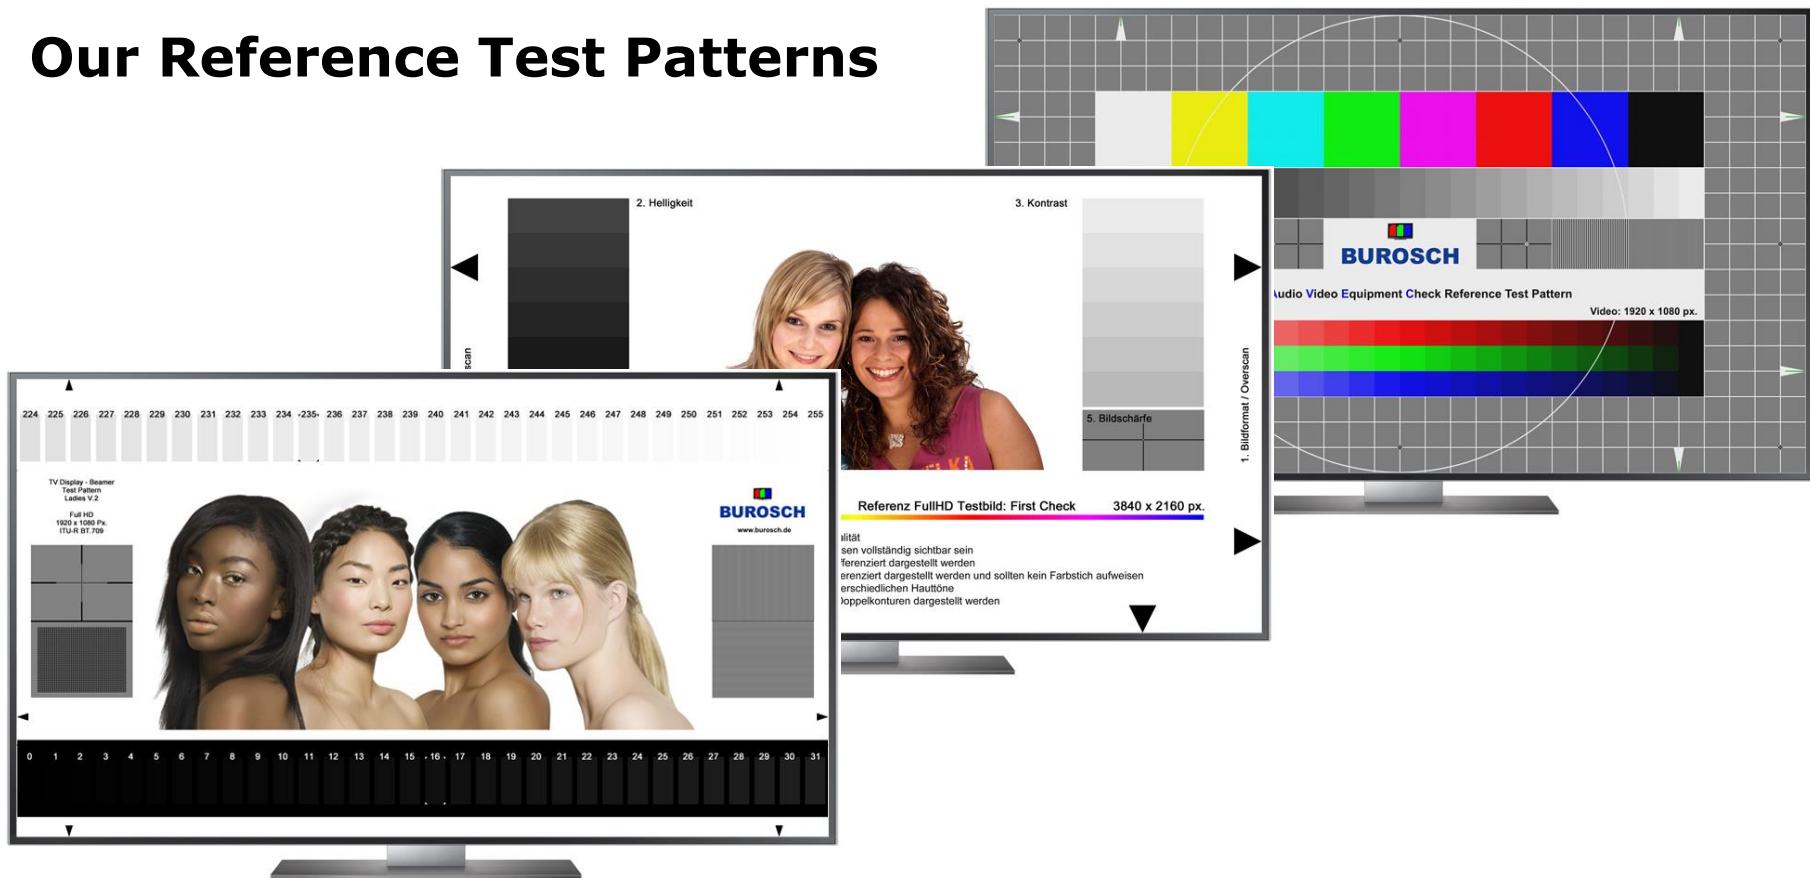 Our Reference Test Patterns
BUROSCH
Audio Video Equipment Check Reference Test Pattern
Video: 1920 x 1080 px.
2. Helligkeit
3. Kontrast
5. Bildschärfe
1. Bildformat / Overscan
scan
Referenz FullHD Testbild: First Check 3840 x 2160 px.
alität
sen vollständig sichtbar sein
fferenziert dargestellt werden
erenziert dargestellt werden und sollten kein Farbstich aufweisen
erschiedlichen Hauttöne
Doppelkonturen dargestellt werden
224 225 226 227 228 229 230 231 232 233 234 -235- 236 237 238 239 240 241 242 243 244 245 246 247 248 249 250 251 252 253 254 255
TV Display - Beamer
Test Pattern
Ladies V.2
Full HD
1920 x 1080 Px.
ITU-R BT.709
BUROSCH
www.burosch.de
0 1 2 3 4 5 6 7 8 9 10 11 12 13 14 15 - 16 - 17 18 19 20 21 22 23 24 25 26 27 28 29 30 31